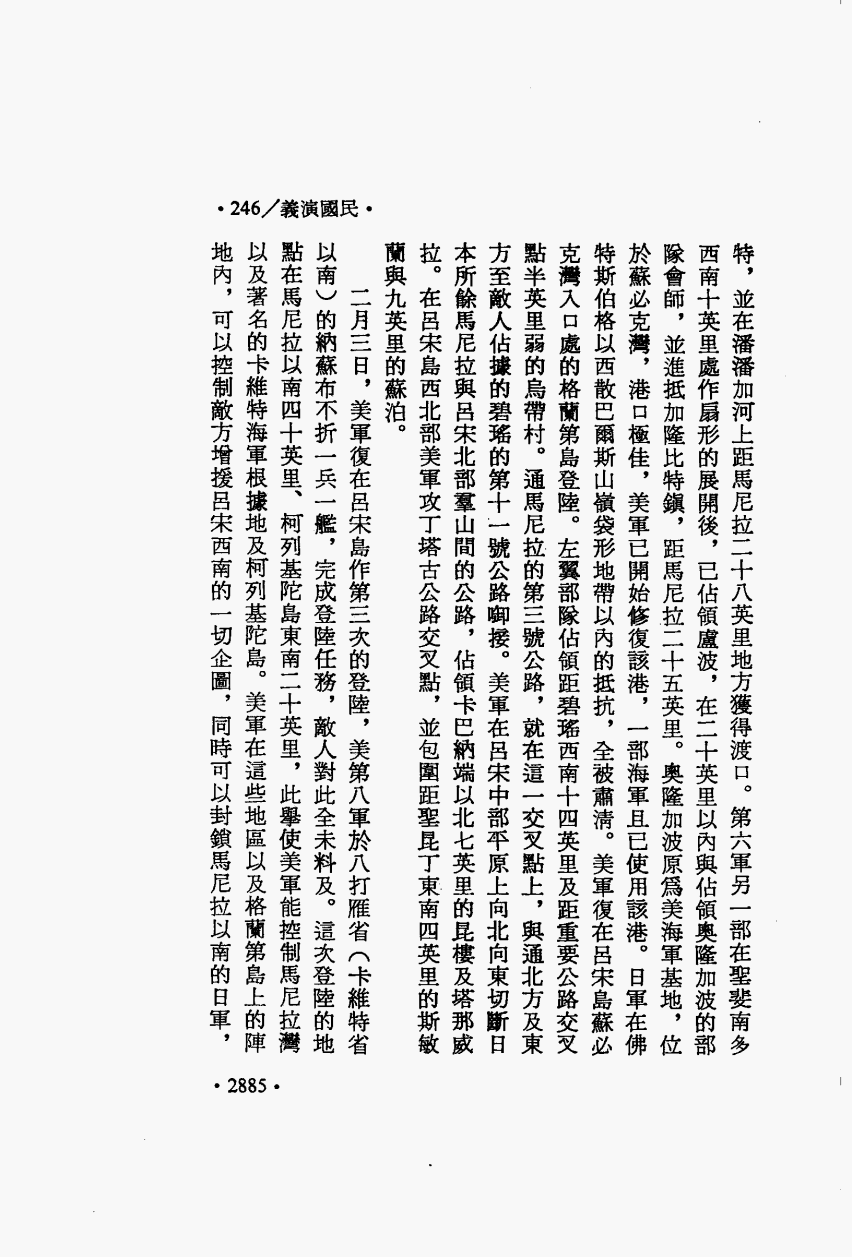 •246/義演國民•
特，並在潘潘加河上距馬尼拉二十八英里地方獲得渡口。第六軍另一部在聖斐南多
西南十英里處作扇形的展開後，已佔領盧波，在二十英里以內與佔領奧隆加波的部
隊會師，並進抵加隆比特鎮，距馬尼拉二十五英里。奧隆加波原爲美海軍基地，位
於蘇必克灣，港口極佳，美軍已開始修復該港，一部海軍且已使用該港。日軍在佛
特斯伯格以西散巴爾斯山嶺袋形地帶以內的抵抗，全被肅清。美軍復在呂宋島蘇必
克灣入口處的格蘭第島登陸。左翼部隊佔領距碧瑤西南十四英里及距重要公路交叉
點半英里弱的烏帶村。通馬尼拉的第三號公路，就在這一交叉點上，與通北方及東
方至敵人佔據的碧瑤的第十一號公路啣接。美軍在呂宋中部平原上向北向東切斷日
本所餘馬尼拉與呂宋北部羣山間的公路，佔領卡巴納端以北七英里的昆樓及塔那威
拉。在呂宋島西北部美軍攻丁塔古公路交叉點，並包圍距聖昆丁東南四英里的斯敏
蘭與九英里的蘇泊。
二月三日，美軍復在呂宋島作第三次的登陸，美第八軍於八打雁省（卡維特省
以南）的納蘇布不折一兵一艦，完成登陸任務，敵人對此全未料及。這次登陸的地
點在馬尼拉以南四十英里、柯列基陀島東南二十英里，此舉使美軍能控制馬尼拉灣
以及著名的卡維特海軍根據地及柯列基陀島。美軍在這些地區以及格蘭第島上的陣
地內，可以控制敵方增援呂宋西南的一切企圖，同時可以封鎖馬尼拉以南的日軍，
•2885•